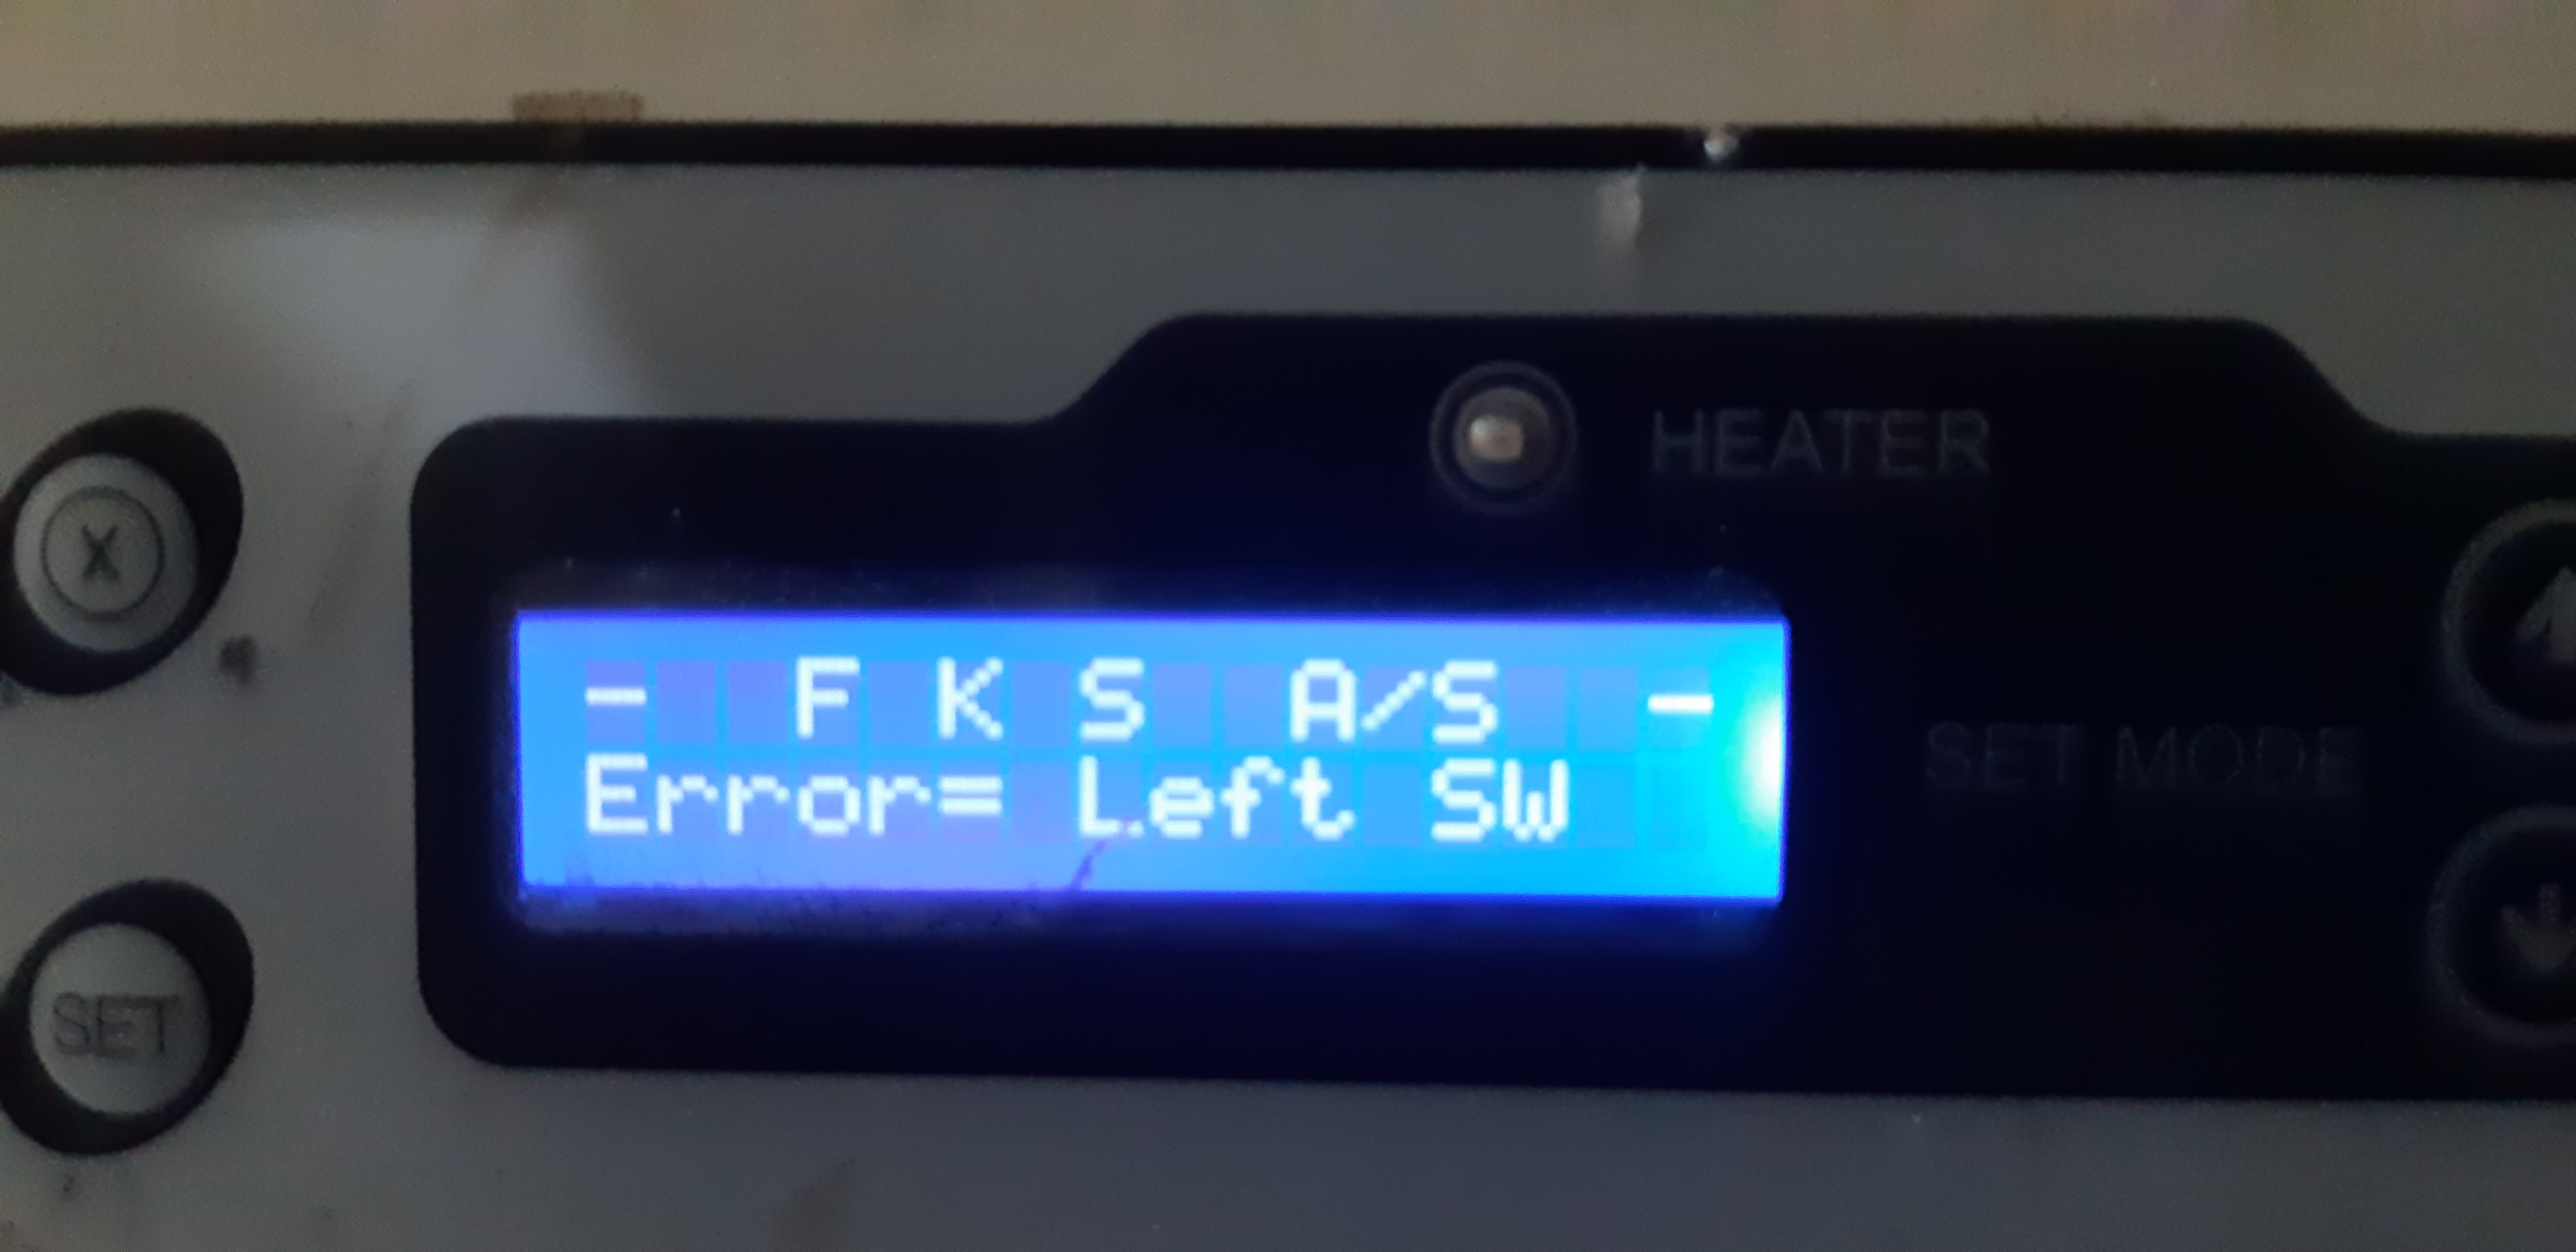 HEATER
X
- F K S A/S -
Error= Left SW
SET MODE
SET